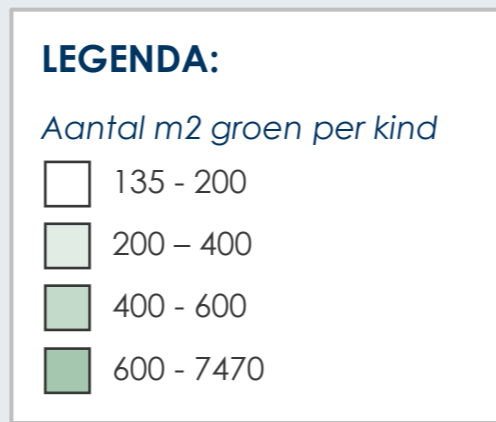 LEGENDA:
Aantal m2 groen per kind
135 - 200
200 – 400
400 - 600
600 - 7470